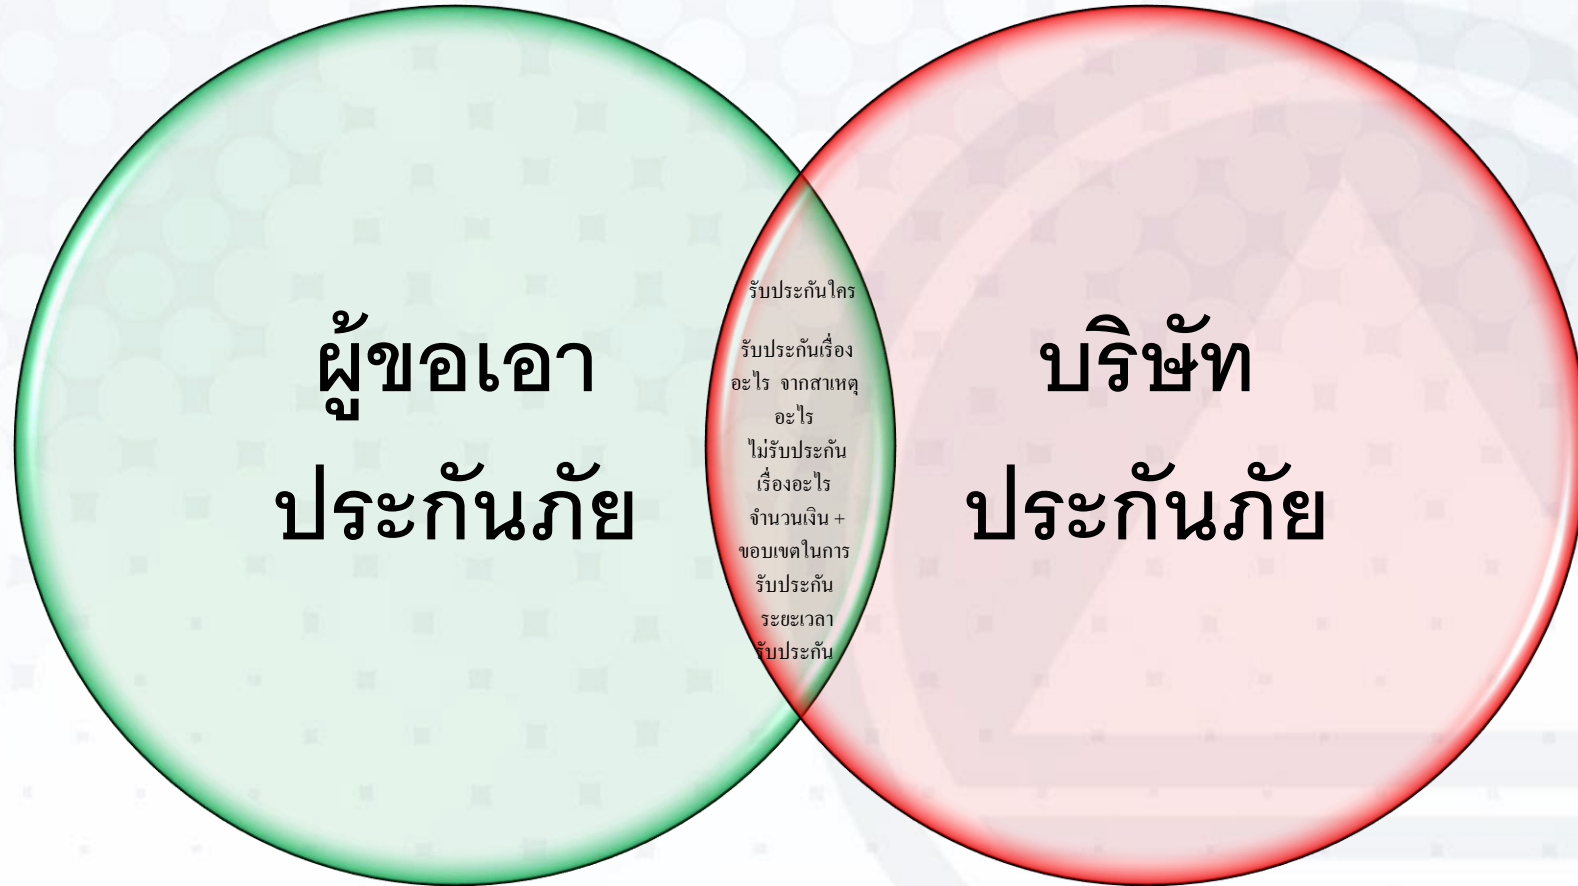 ผู้ขอเอา
ประกันภัย
รับประกันใคร
รับประกันเรื่อง
อะไร จากสาเหตุ
อะไร
ไม่รับประกัน
เรื่องอะไร
จำนวนเงิน +
ขอบเขตในการ
รับประกัน
ระยะเวลา
รับประกัน
บริษัท
ประกันภัย